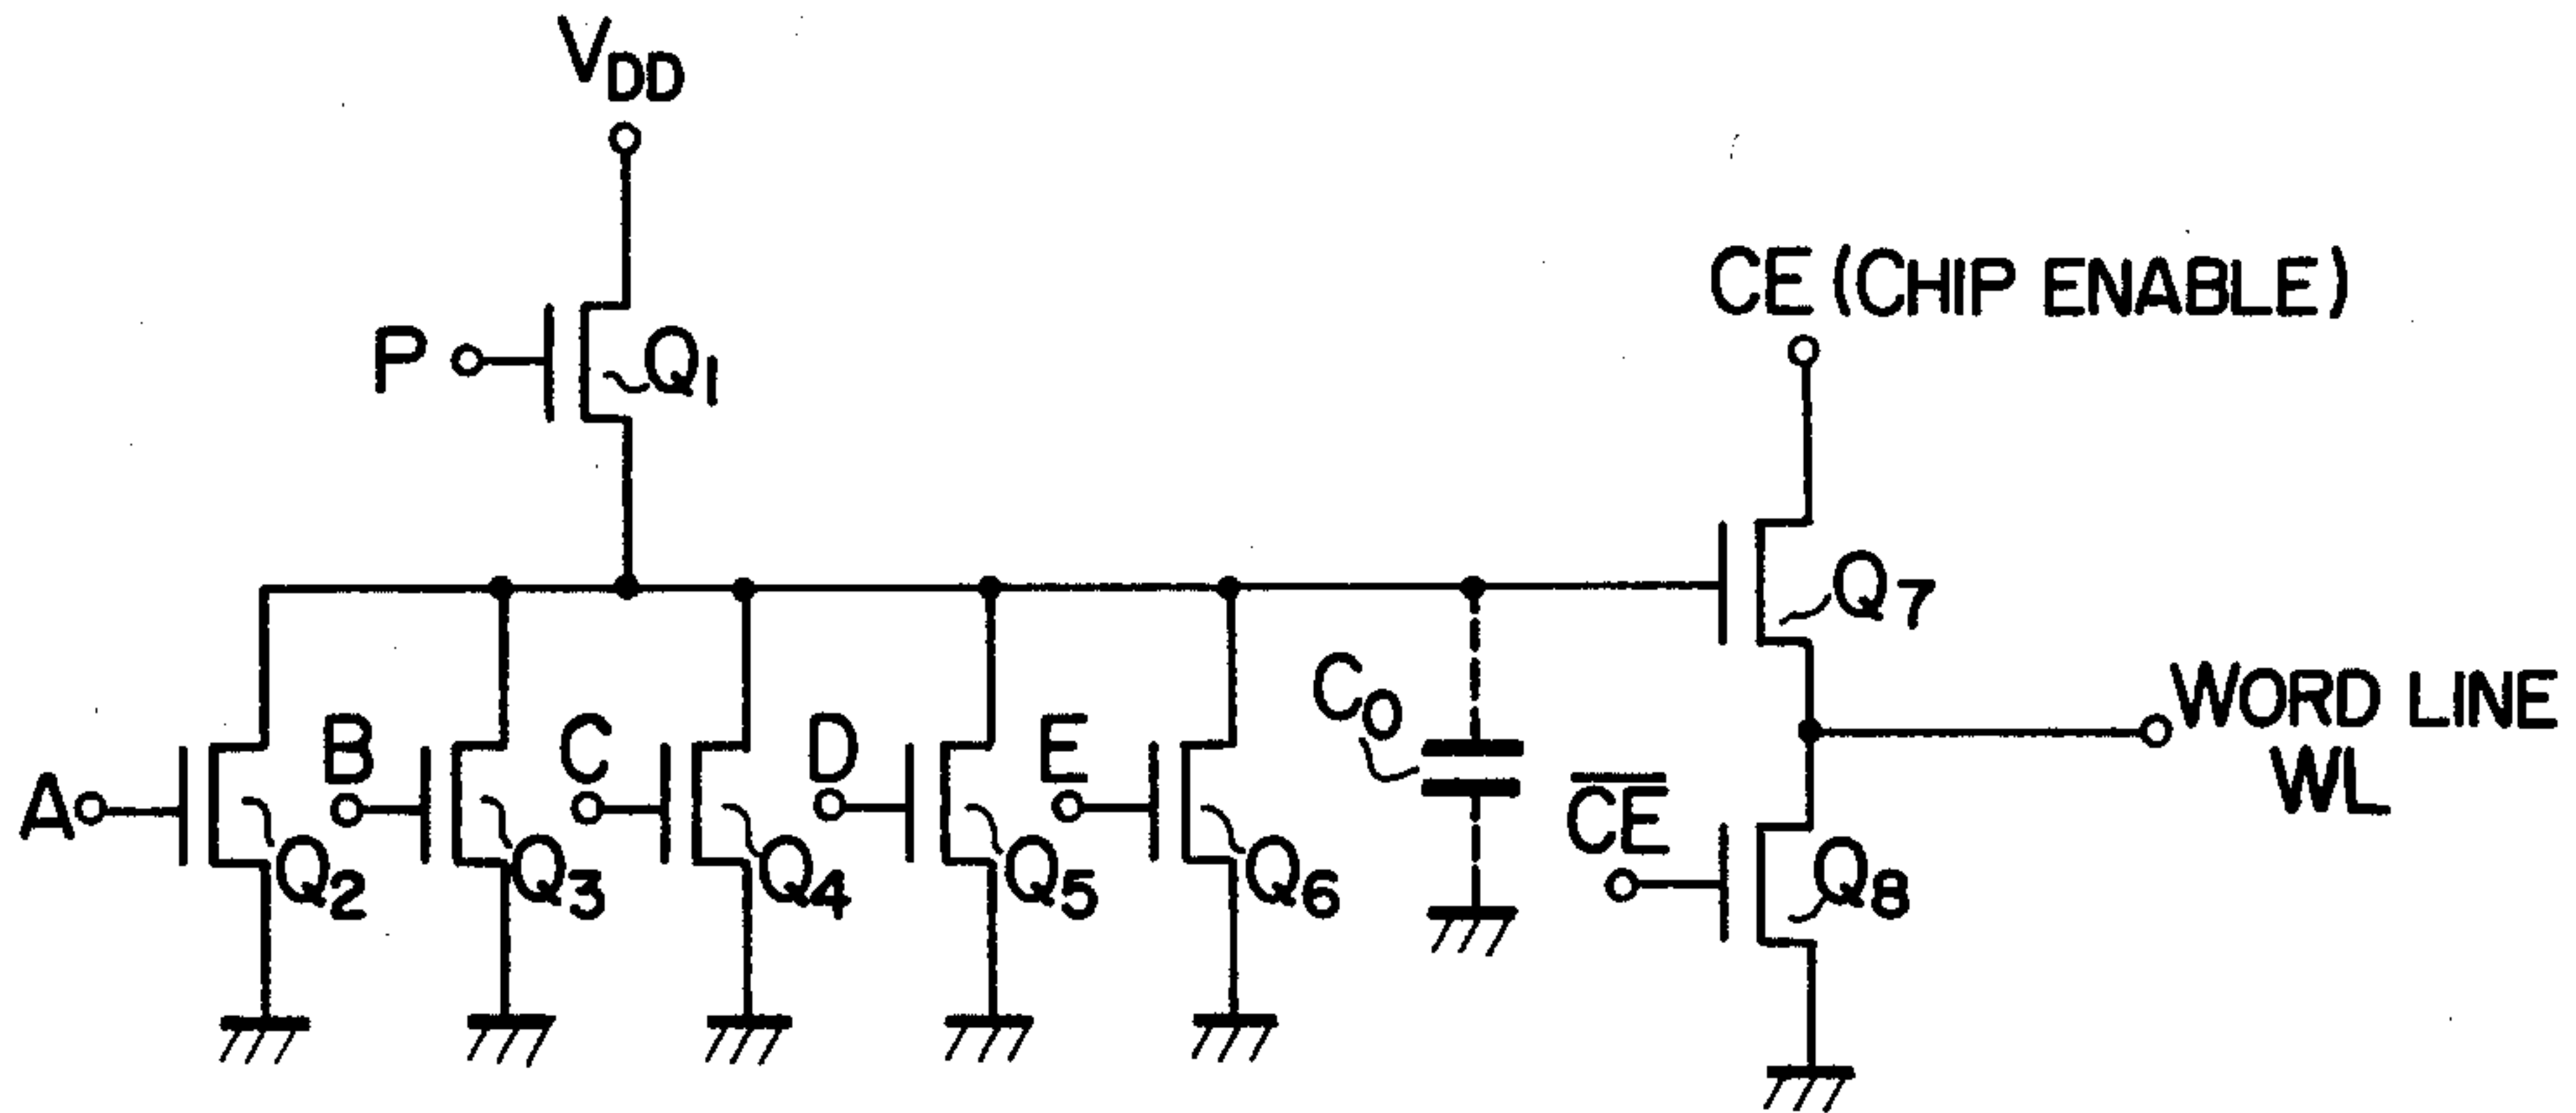 VDD
P
Q1
CE (CHIP ENABLE)
Q7
WORD LINE
WL
A
B
C
D
E
C0
CE̅
Q2
Q3
Q4
Q5
Q6
Q8